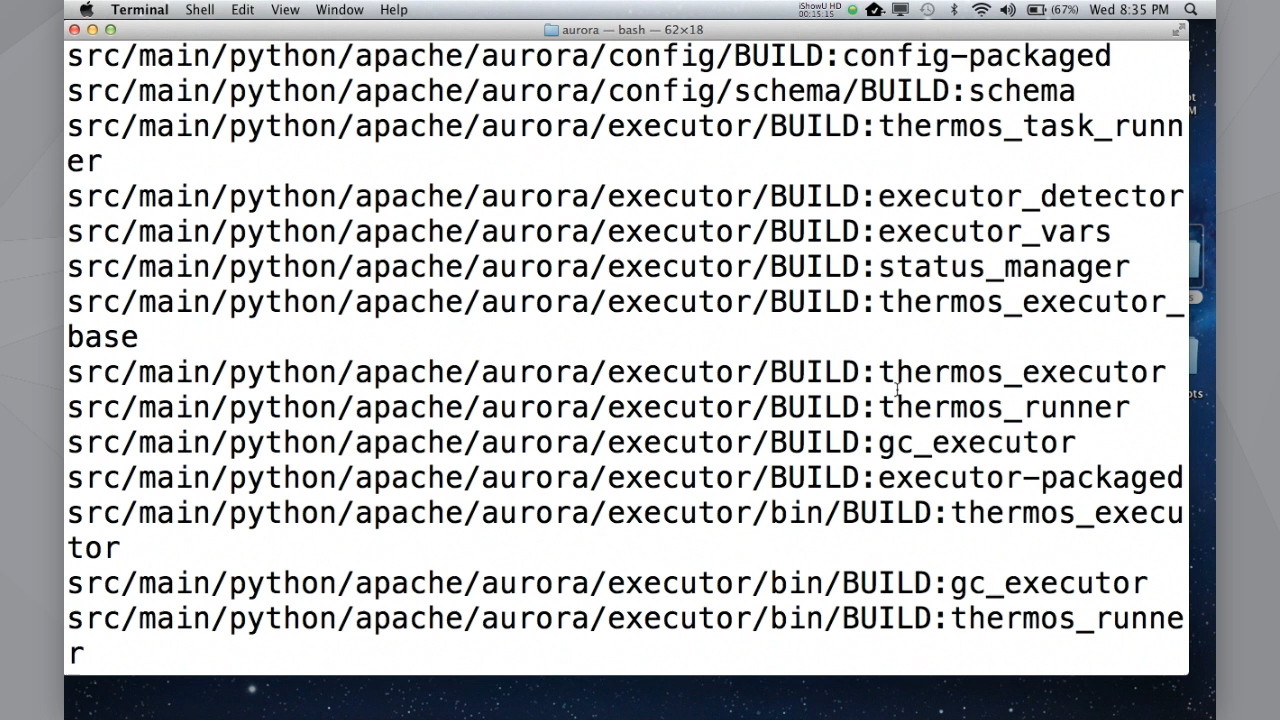 Terminal Shell Edit View Window Help
iShowU HD
00:15:15
(67%) Wed 8:35 PM
aurora — bash — 62×18
src/main/python/apache/aurora/config/BUILD:config-packaged
src/main/python/apache/aurora/config/schema/BUILD:schema
src/main/python/apache/aurora/executor/BUILD:thermos_task_runn
er
src/main/python/apache/aurora/executor/BUILD:executor_detector
src/main/python/apache/aurora/executor/BUILD:executor_vars
src/main/python/apache/aurora/executor/BUILD:status_manager
src/main/python/apache/aurora/executor/BUILD:thermos_executor_
base
src/main/python/apache/aurora/executor/BUILD:thermos_executor
src/main/python/apache/aurora/executor/BUILD:thermos_runner
src/main/python/apache/aurora/executor/BUILD:gc_executor
src/main/python/apache/aurora/executor/BUILD:executor-packaged
src/main/python/apache/aurora/executor/bin/BUILD:thermos_execu
tor
src/main/python/apache/aurora/executor/bin/BUILD:gc_executor
src/main/python/apache/aurora/executor/bin/BUILD:thermos_runne
r